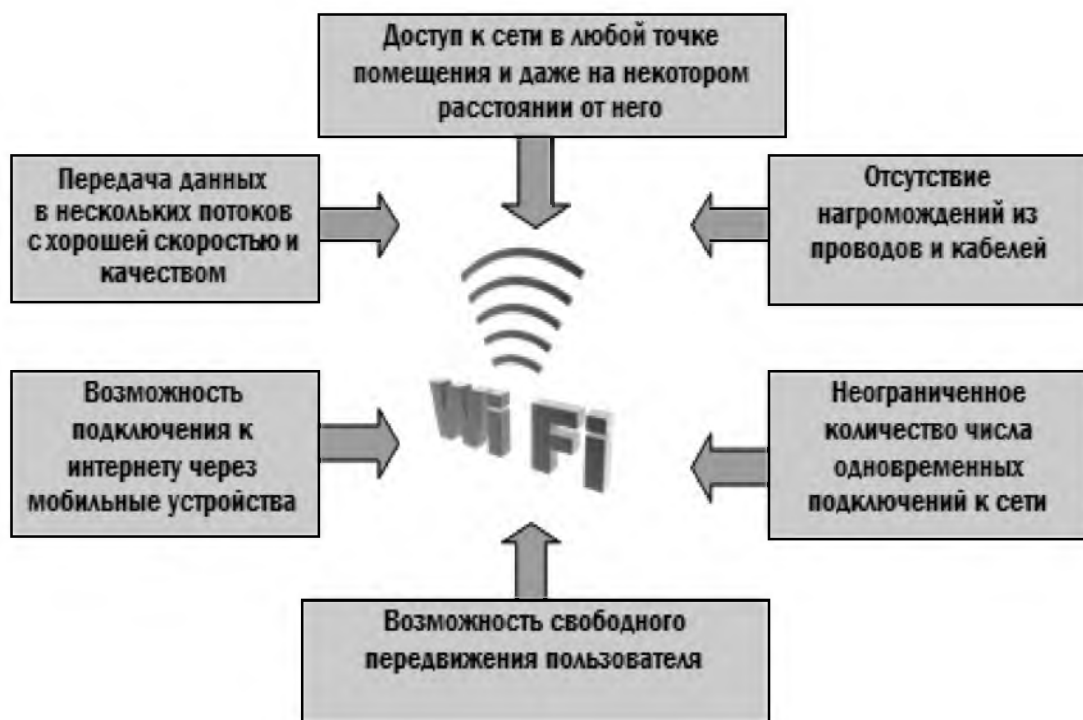 Доступ к сети в любой точке
помещения и даже на некотором
расстоянии от него
Передача данных
в нескольких потоков
с хорошей скоростью и
качеством
Отсутствие
нагромождений из
проводов и кабелей
Wi Fi
Возможность
подключения к
интернету через
мобильные устройства
Неограниченное
количество числа
одновременных
подключений к сети
Возможность свободного
передвижения пользователя